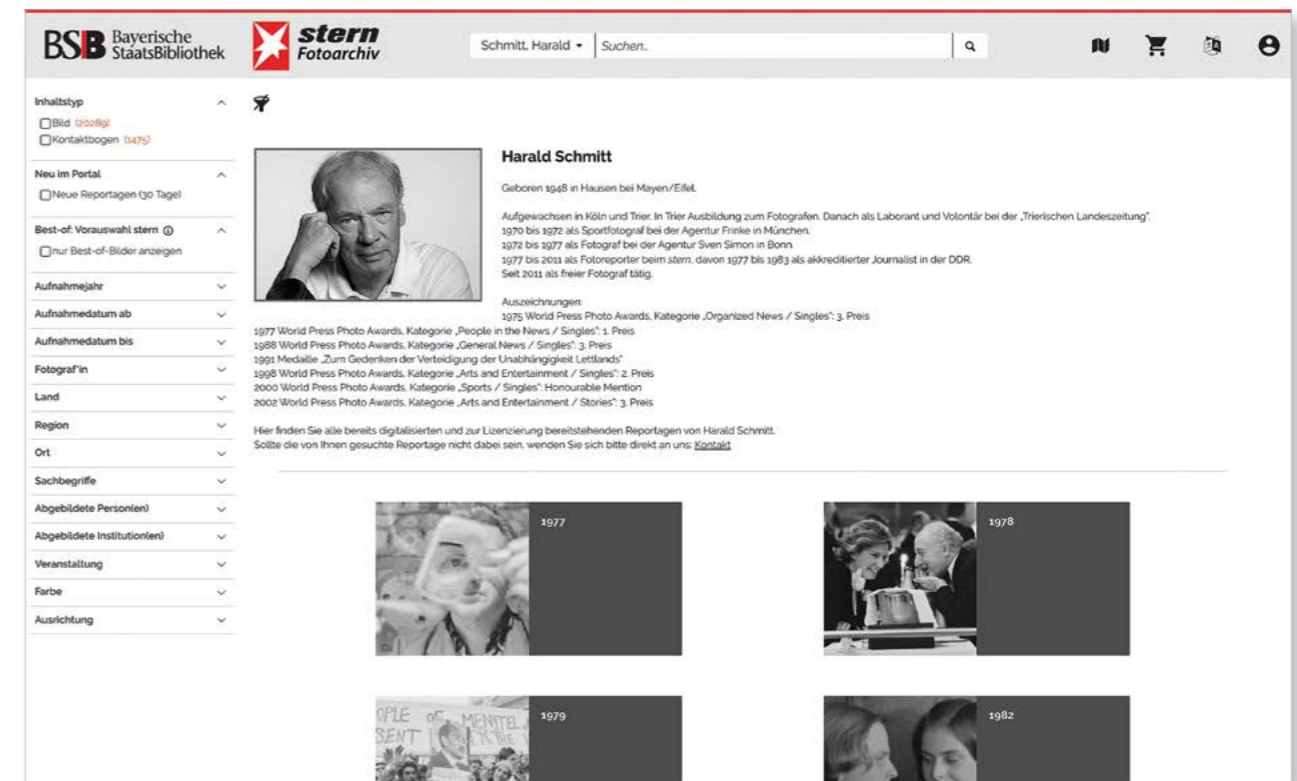 BSB Bayerische
StaatsBibliothek
stern
Fotoarchiv
Schmitt, Harald
Suchen..
Inhaltstyp
Bild (20289)
Kontaktbogen (1475)
Neu im Portal
Neue Reportagen (30 Tage)
Best-of: Vorauswahl stern
nur Best-of-Bilder anzeigen
Aufnahmejahr
Aufnahmedatum ab
Aufnahmedatum bis
Fotograf*in
Land
Region
Ort
Sachbegriffe
Abgebildete Person(en)
Abgebildete Institution(en)
Veranstaltung
Farbe
Ausrichtung
Harald Schmitt
Geboren 1948 in Hausen bei Mayen/Eifel.
Aufgewachsen in Köln und Trier. In Trier Ausbildung zum Fotografen. Danach als Laborant und Volontär bei der „Trierischen Landeszeitung".
1970 bis 1972 als Sportfotograf bei der Agentur Frinke in München.
1972 bis 1977 als Fotograf bei der Agentur Sven Simon in Bonn.
1977 bis 2011 als Fotoreporter beim stern, davon 1977 bis 1983 als akkreditierter Journalist in der DDR.
Seit 2011 als freier Fotograf tätig.
Auszeichnungen:
1975 World Press Photo Awards, Kategorie „Organized News / Singles": 3. Preis
1977 World Press Photo Awards, Kategorie „People in the News / Singles": 1. Preis
1988 World Press Photo Awards, Kategorie „General News / Singles": 3. Preis
1991 Medaille „Zum Gedenken der Verteidigung der Unabhängigkeit Lettlands"
1998 World Press Photo Awards, Kategorie „Arts and Entertainment / Singles": 2. Preis
2000 World Press Photo Awards, Kategorie „Sports / Singles": Honourable Mention
2002 World Press Photo Awards, Kategorie „Arts and Entertainment / Stories": 3. Preis
Hier finden Sie alle bereits digitalisierten und zur Lizenzierung bereitstehenden Reportagen von Harald Schmitt.
Sollte die von Ihnen gesuchte Reportage nicht dabei sein, wenden Sie sich bitte direkt an uns: Kontakt
1977
1978
1979
1982